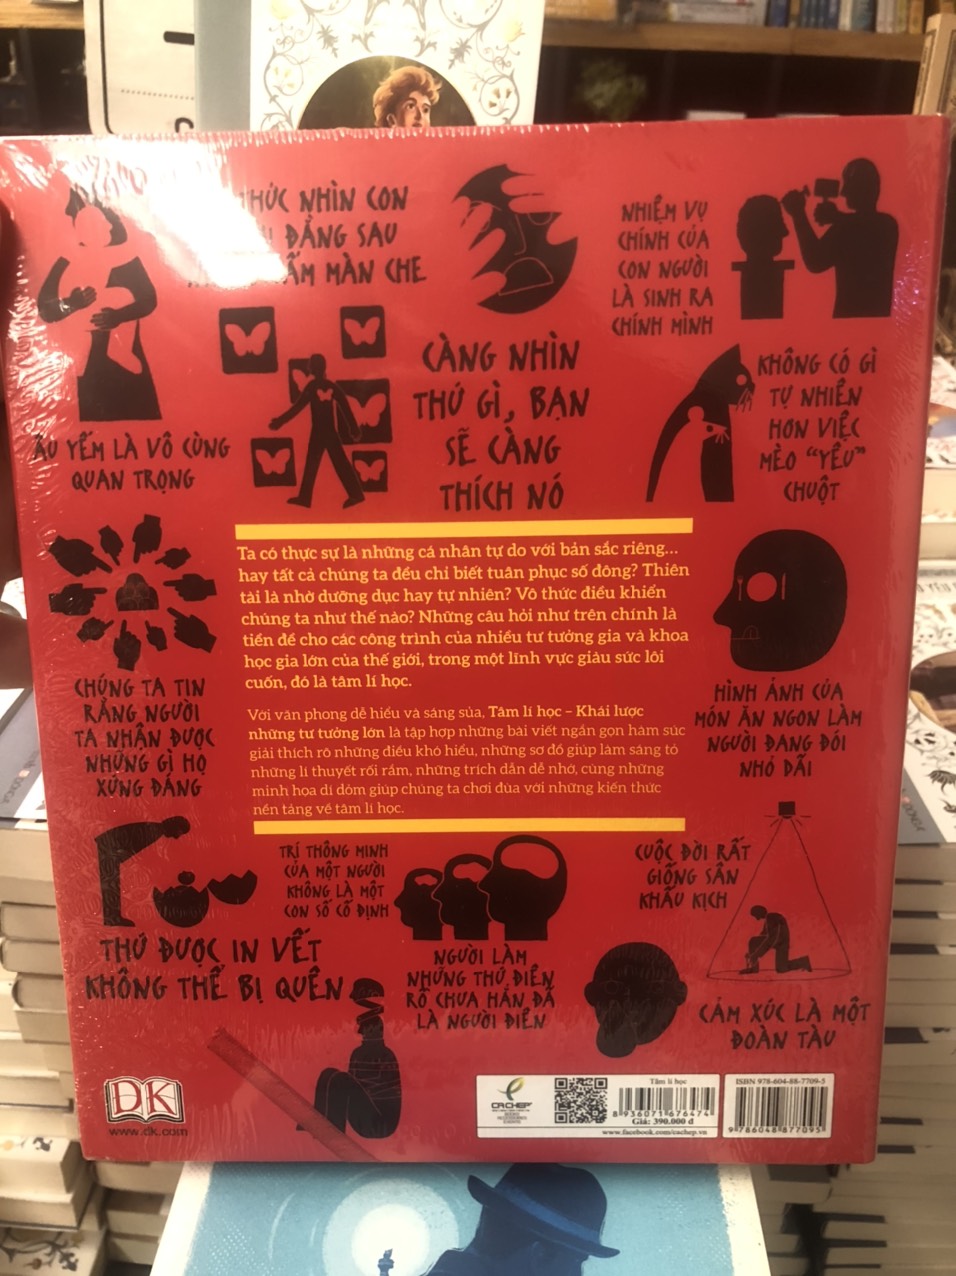 NHÌN CON
ĐẰNG SAU
TẤM MÀN CHE
NHIỆM VỤ
CHÍNH CỦA
CON NGƯỜI
LÀ SINH RA
CHÍNH MÌNH
CÀNG NHÌN
THỨ GÌ, BẠN
SẼ CÀNG
THÍCH NÓ
KHÔNG CÓ GÌ
TỰ NHIÊN
HƠN VIỆC
MÈO “YÊU”
CHUỘT
ÂU YẾM LÀ VÔ CÙNG
QUAN TRỌNG
Ta có thực sự là những cá nhân tự do với bản sắc riêng...
hay tất cả chúng ta đều chỉ biết tuân phục số đông? Thiên
tài là nhờ dưỡng dục hay tự nhiên? Vô thức điều khiển
chúng ta như thế nào? Những câu hỏi như trên chính là
tiền đề cho các công trình của nhiều tư tưởng gia và khoa
học gia lớn của thế giới, trong một lĩnh vực giàu sức lôi
cuốn, đó là tâm lí học.
Với văn phong dễ hiểu và sáng sủa, Tâm lí học – Khái lược
những tư tưởng lớn là tập hợp những bài viết ngắn gọn hàm súc
giải thích rõ những điều khó hiểu, những sơ đồ giúp làm sáng tỏ
những lí thuyết rối rắm, những trích dẫn dễ nhớ, cùng những
minh họa dí dỏm giúp chúng ta chơi đùa với những kiến thức
nền tảng về tâm lí học.
CHÚNG TA TIN
RẰNG NGƯỜI
TA NHẬN ĐƯỢC
NHỮNG GÌ HỌ
XỨNG ĐÁNG
HÌNH ẢNH CỦA
MÓN ĂN NGON LÀM
NGƯỜI ĐANG ĐÓI
NHỎ DÃI
TRÍ THÔNG MINH
CỦA MỘT NGƯỜI
KHÔNG LÀ MỘT
CON SỐ CỐ ĐỊNH
CUỘC ĐỜI RẤT
GIỐNG SÂN
KHẤU KỊCH
THỨ ĐƯỢC IN VẾT
KHÔNG THỂ BỊ QUÊN
NGƯỜI LÀM
NHỮNG THỨ ĐIÊN
RỒ CHƯA HẲN ĐÃ
LÀ NGƯỜI ĐIÊN
CẢM XÚC LÀ MỘT
ĐOÀN TÀU
DK
www.dk.com
CACHEP
Tâm lí học
8 936071 676474
Giá: 390.000 đ
www.facebook.com/cachep.vn
ISBN 978-604-88-7709-5
9 786048 877095